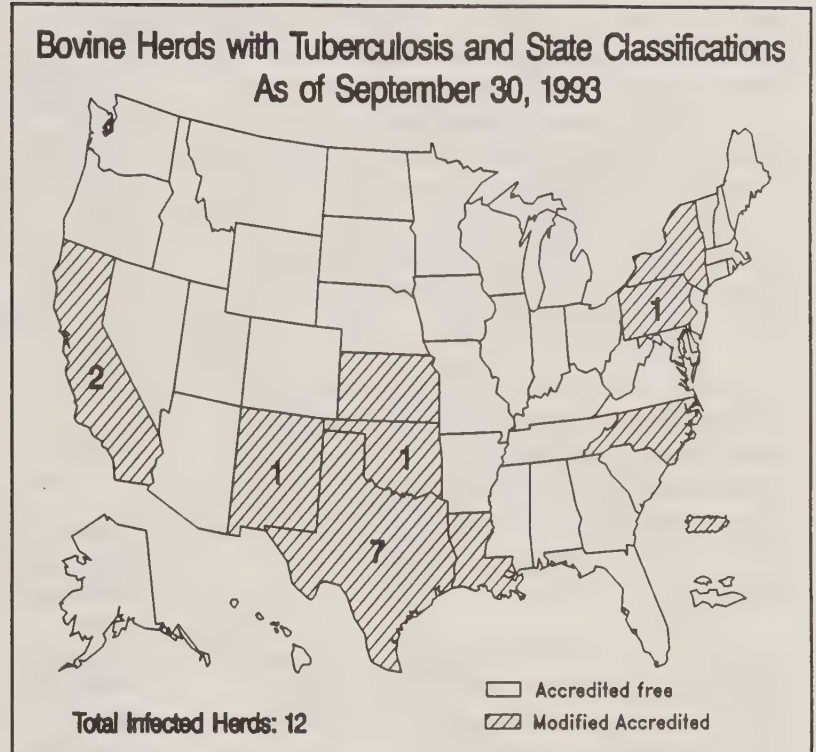 Bovine Herds with Tuberculosis and State Classifications
As of September 30, 1993
1
2
1
1
7
Accredited free
Total Infected Herds: 12
Modified Accredited